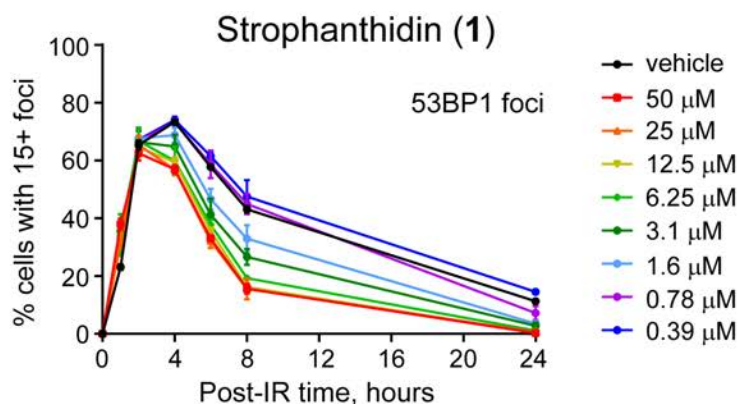 Strophanthidin (1)
53BP1 foci
% cells with 15+ foci
100
80
60
40
20
0
0
4
8
12
16
20
24
Post-IR time, hours
vehicle
50 μM
25 μM
12.5 μM
6.25 μM
3.1 μM
1.6 μM
0.78 μM
0.39 μM